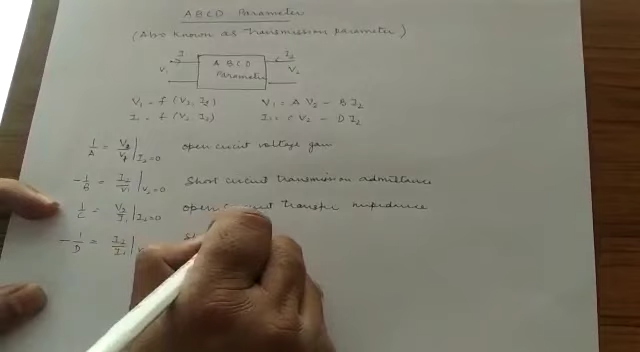 ABCD Parameter
(Also known as Transmission parameter)
I1 I2
V1 ABCD Parameter V2
V1 = f (V2, I2) V1 = A V2 - B I2
I1 = f (V2, I2) I1 = C V2 - D I2
1/A = V2/V1 | I2=0 open circuit voltage gain
-1/B = I2/V1 | V2=0 Short circuit transmission admittance
1/C = V2/I1 | I2=0 open circuit transfer impedance
-1/D = I2/I1 |